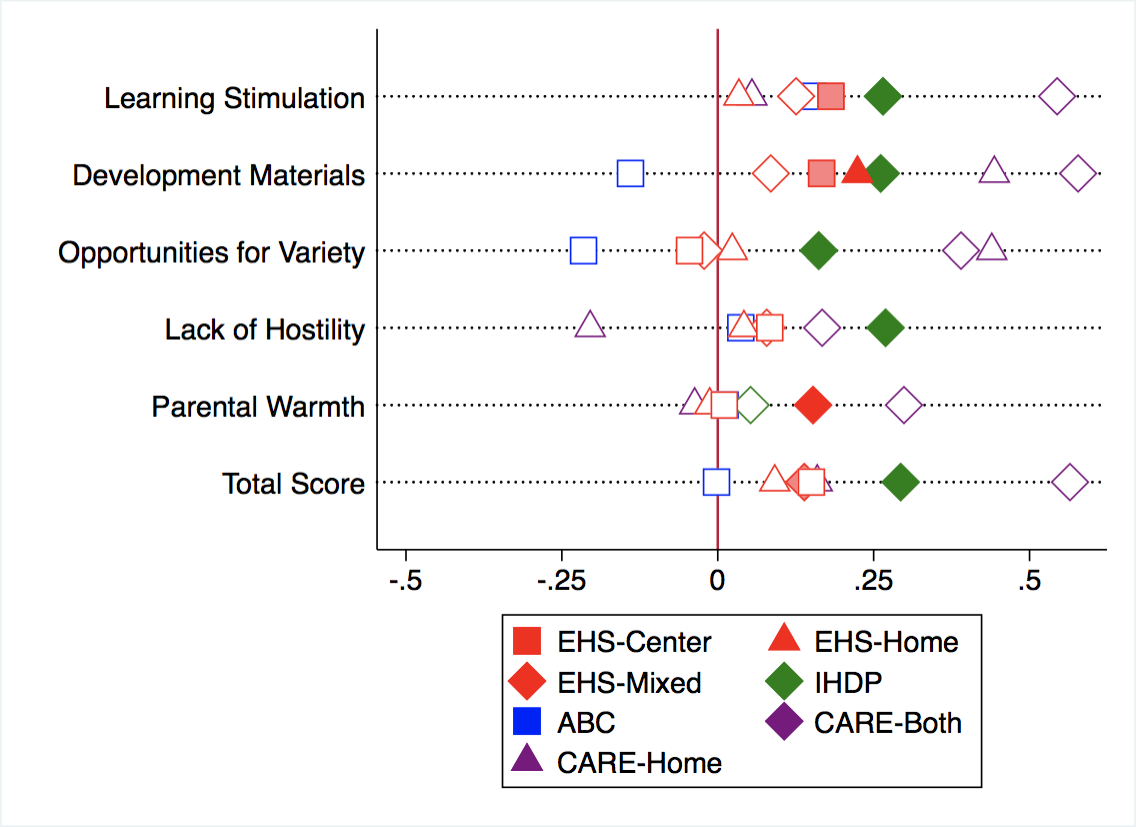 Learning Stimulation
Development Materials
Opportunities for Variety
Lack of Hostility
Parental Warmth
Total Score
-.5 -.25 0 .25 .5
EHS-Center EHS-Home
EHS-Mixed IHDP
ABC CARE-Both
CARE-Home